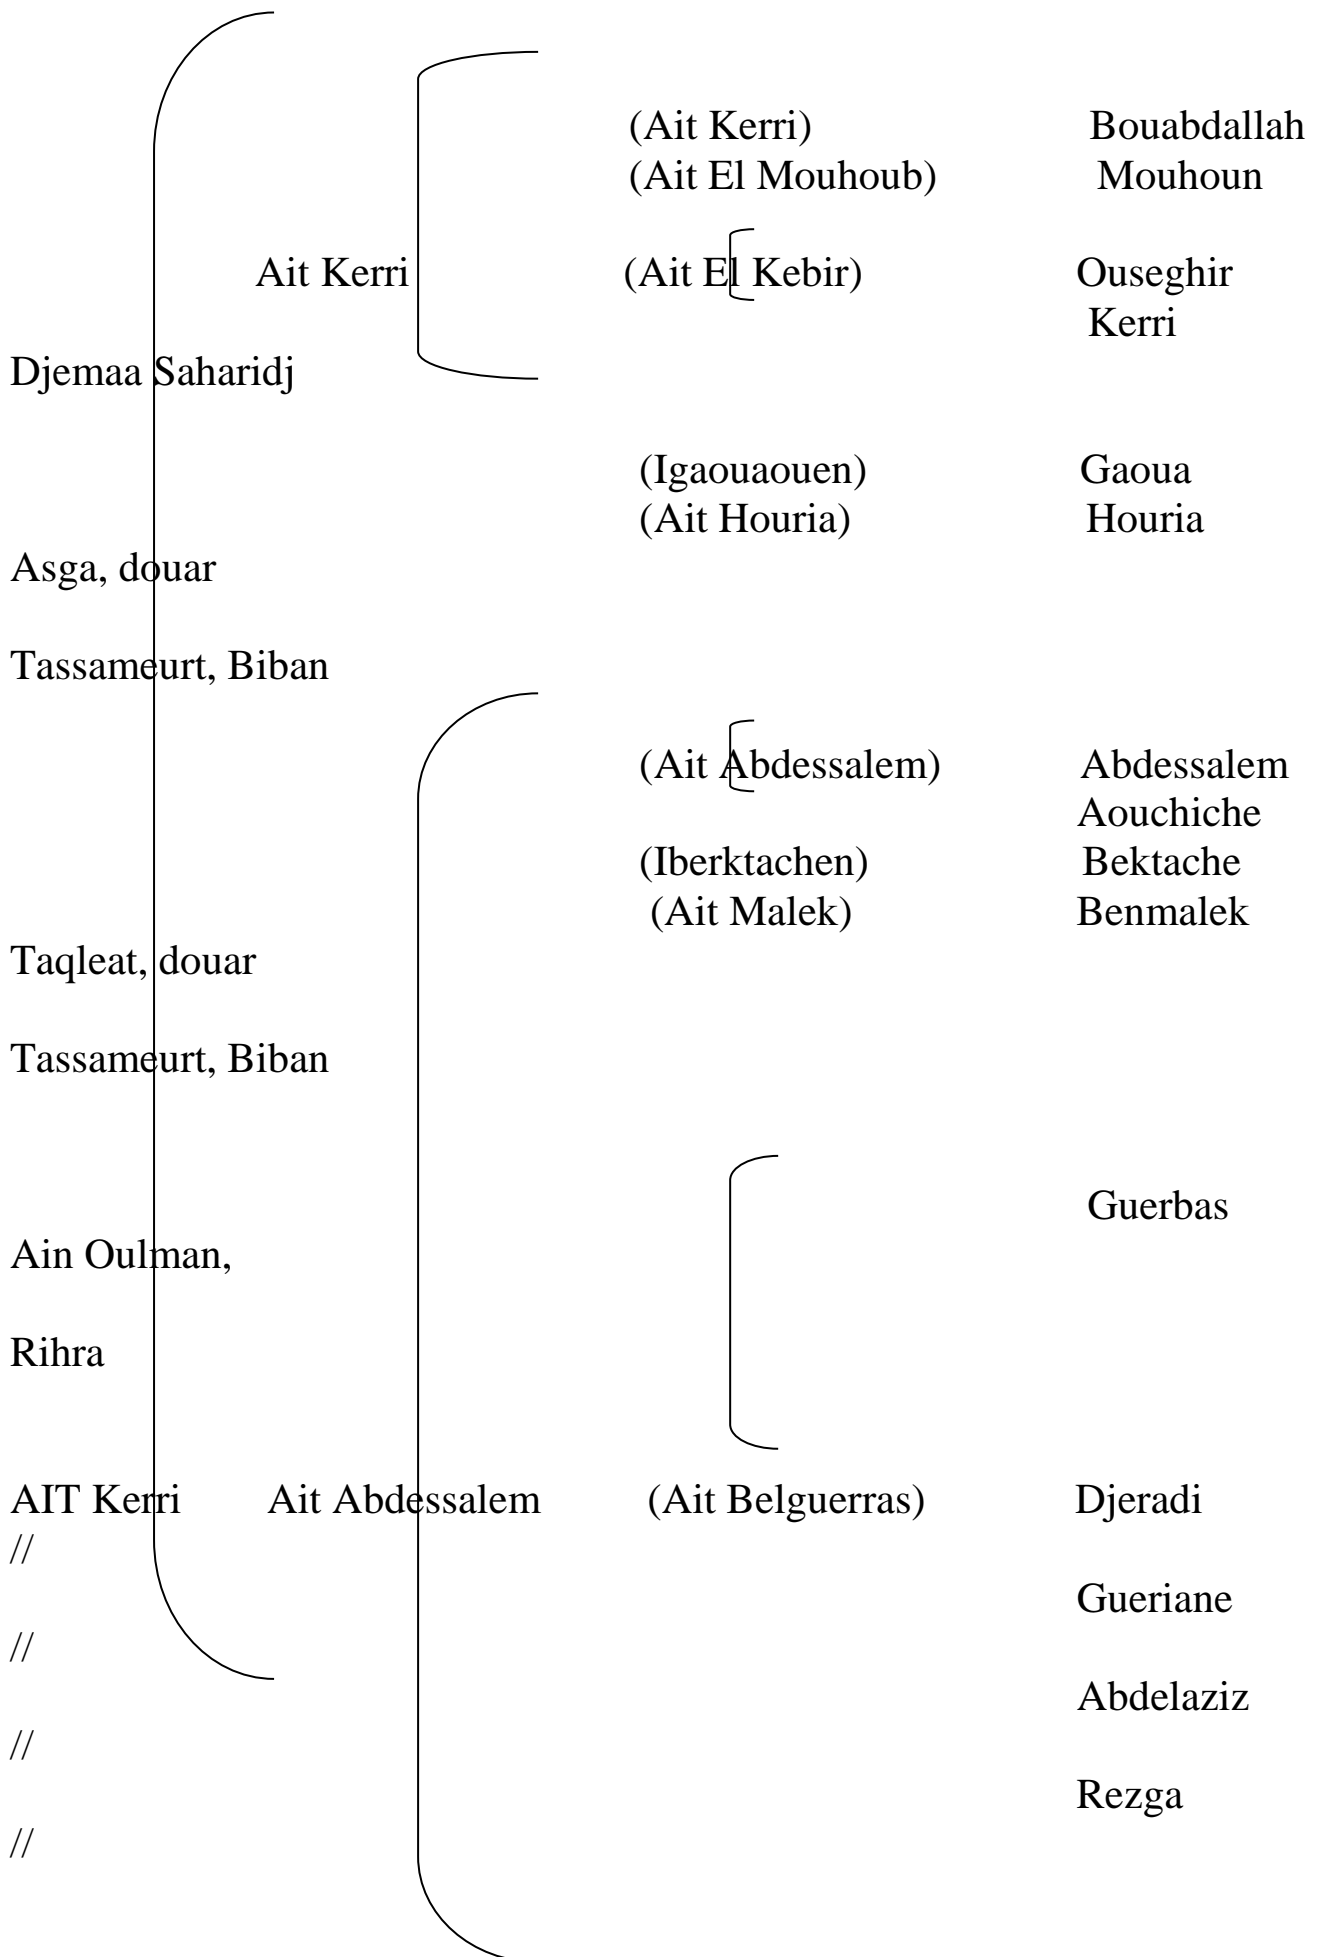 (Ait Kerri) Bouabdallah
(Ait El Mouhoub) Mouhoun
Ait Kerri (Ait El Kebir) Ouseghir
Kerri
Djemaa Saharidj
(Igaouaouen) Gaoua
(Ait Houria) Houria
Asga, douar
Tassameurt, Biban
(Ait Abdessalem) Abdessalem
Aouchiche
(Iberktachen) Bektache
(Ait Malek) Benmalek
Taqleat, douar
Tassameurt, Biban
Guerbas
Ain Oulman,
Rihra
AIT Kerri Ait Abdessalem (Ait Belguerras) Djeradi
//
Gueriane
//
Abdelaziz
//
Rezga
//